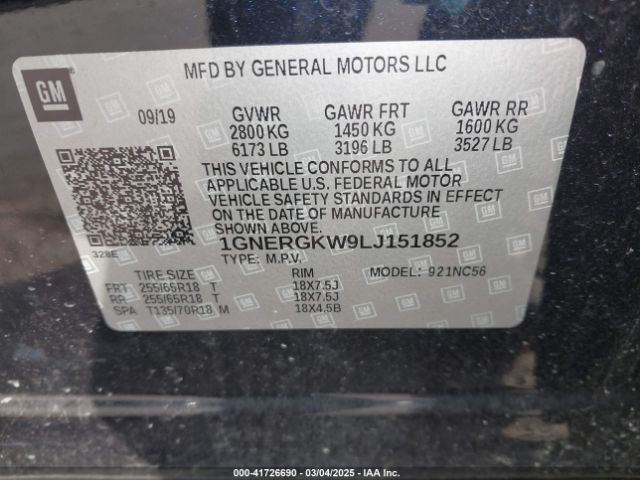 GM
MFD BY GENERAL MOTORS LLC
09/19 GVWR GAWR FRT GAWR RR
2800 KG 1450 KG 1600 KG
6173 LB 3196 LB 3527 LB
THIS VEHICLE CONFORMS TO ALL
APPLICABLE U.S. FEDERAL MOTOR
VEHICLE SAFETY STANDARDS IN EFFECT
ON THE DATE OF MANUFACTURE
SHOWN ABOVE.
328E
1GNERGKW9LJ151852
TYPE: M.P.V. MODEL: 921NC56
TIRE SIZE RIM
FRT 255/65R18 T 18X7.5J
RR 255/65R18 T 18X7.5J
SPA T135/70R18 M 18X4.5B
000-41726690 - 03/04/2025 - IAA Inc.